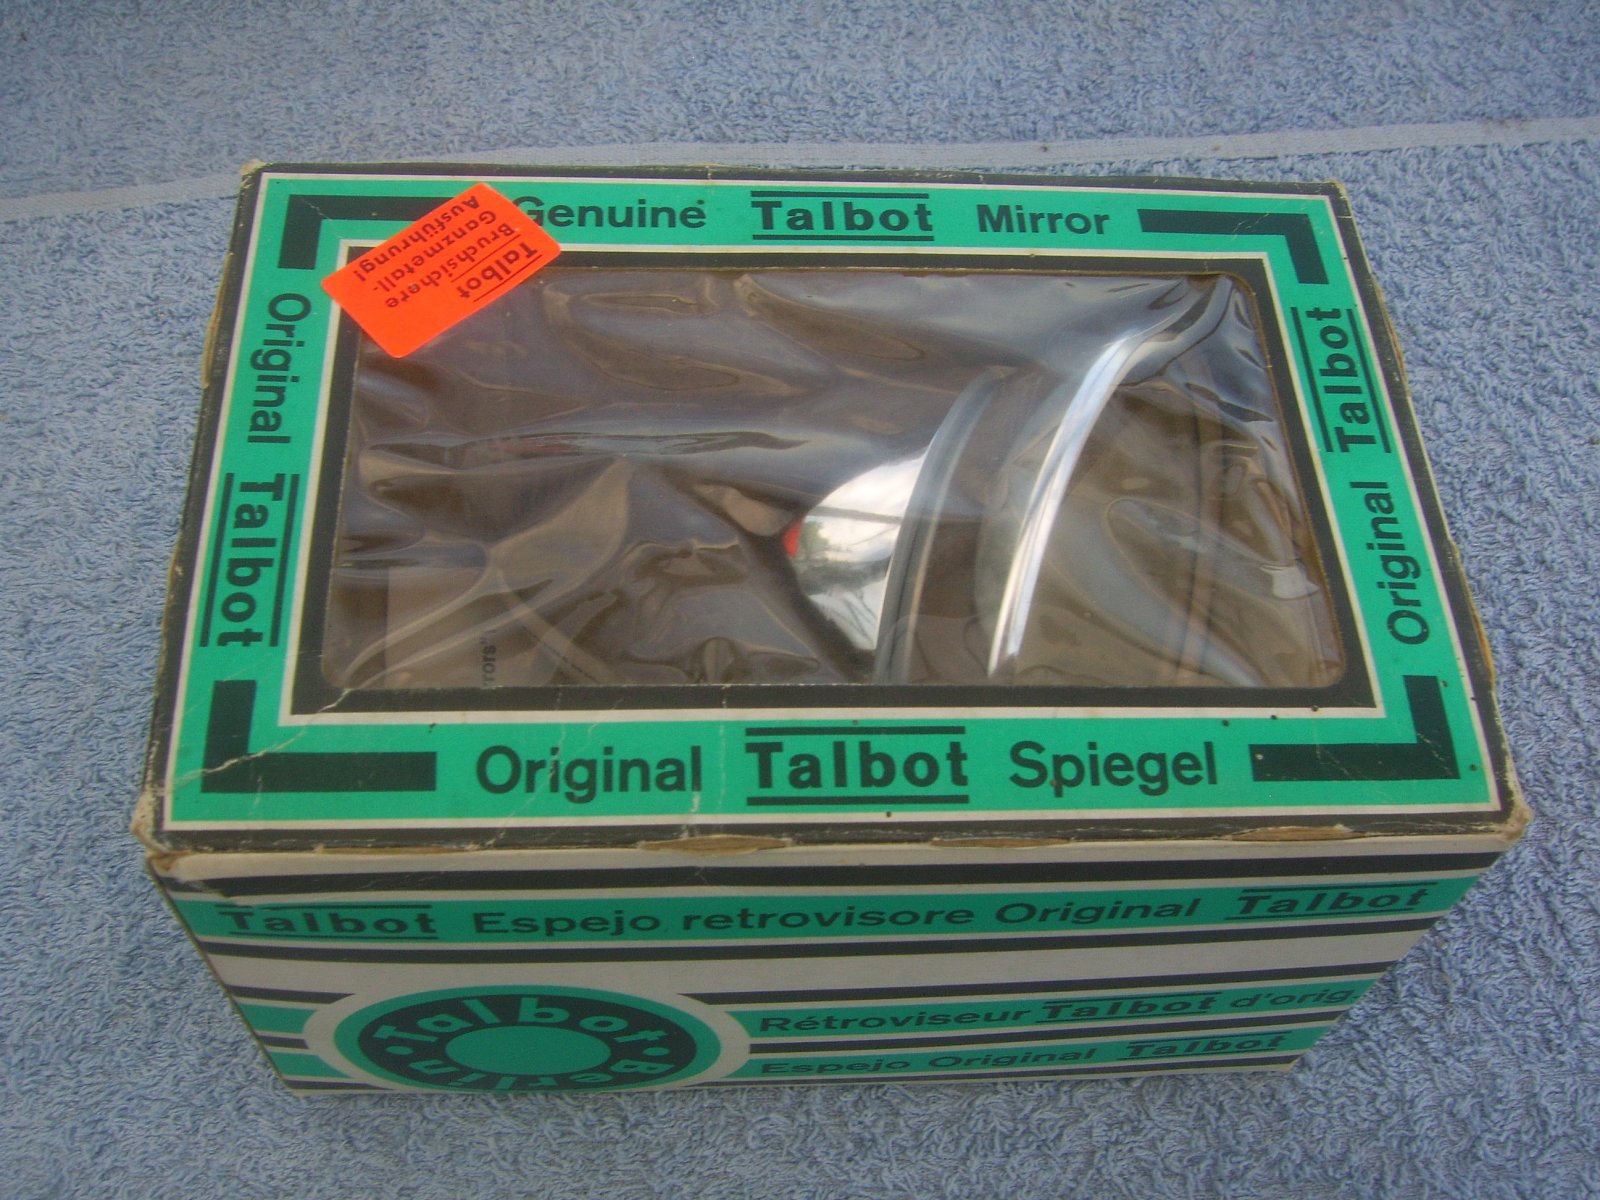 Genuine Talbot Mirror
Talbot
Bruchsichere
Ganzmetall-
Ausführung!
Original Talbot
Original Talbot
rors".
Original Talbot Spiegel
Talbot Espejo retrovisore Original Talbot
Rétroviseur Talbot d'orig.
Espejo Original Talbot
Talbot • Berlin •